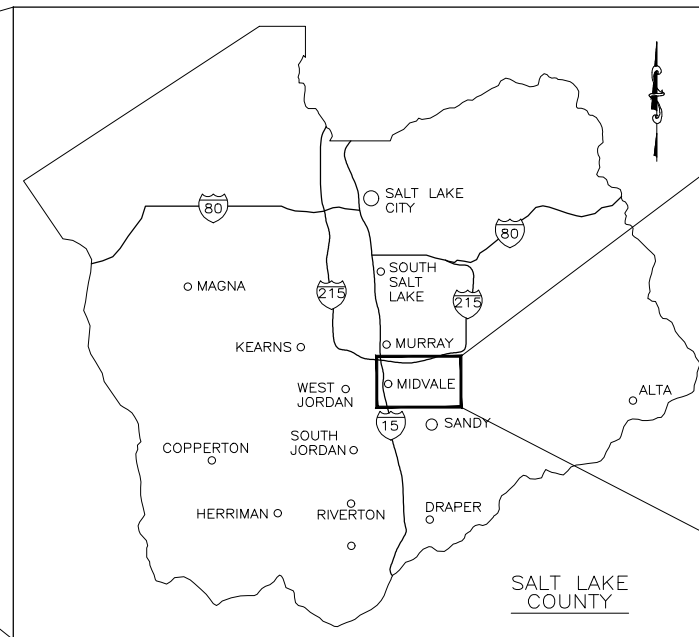 SALT LAKE
CITY
80
80
SOUTH
SALT
LAKE
MAGNA
215
215
MURRAY
KEARNS
MIDVALE
WEST
JORDAN
ALTA
15
SANDY
SOUTH
JORDAN
COPPERTON
HERRIMAN
RIVERTON
DRAPER
SALT LAKE
COUNTY